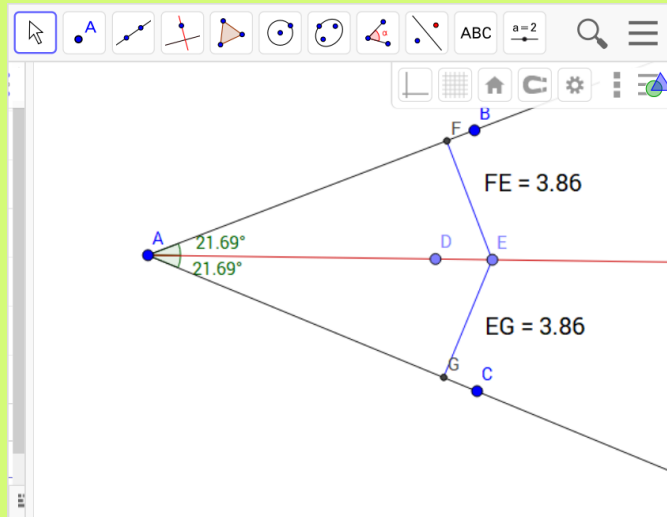 A
ABC
a=2
α
B
F
FE = 3.86
A
21.69°
D
E
21.69°
EG = 3.86
G
C